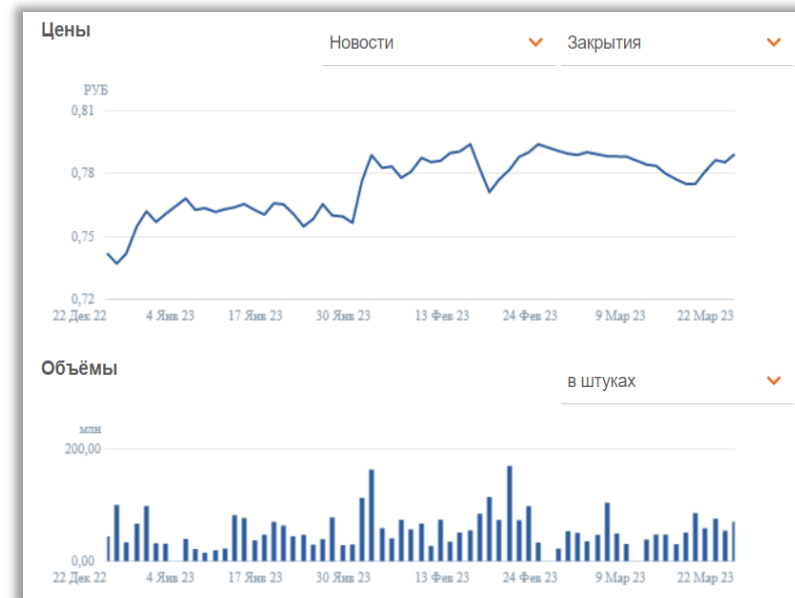 Цены
Новости
Закрытия
РУБ
0,81
0,78
0,75
0,72
22 Дек 22 4 Янв 23 17 Янв 23 30 Янв 23 13 Фев 23 24 Фев 23 9 Мар 23 22 Мар 23
Объёмы
в штуках
млн
200,00
0,00
22 Дек 22 4 Янв 23 17 Янв 23 30 Янв 23 13 Фев 23 24 Фев 23 9 Мар 23 22 Мар 23